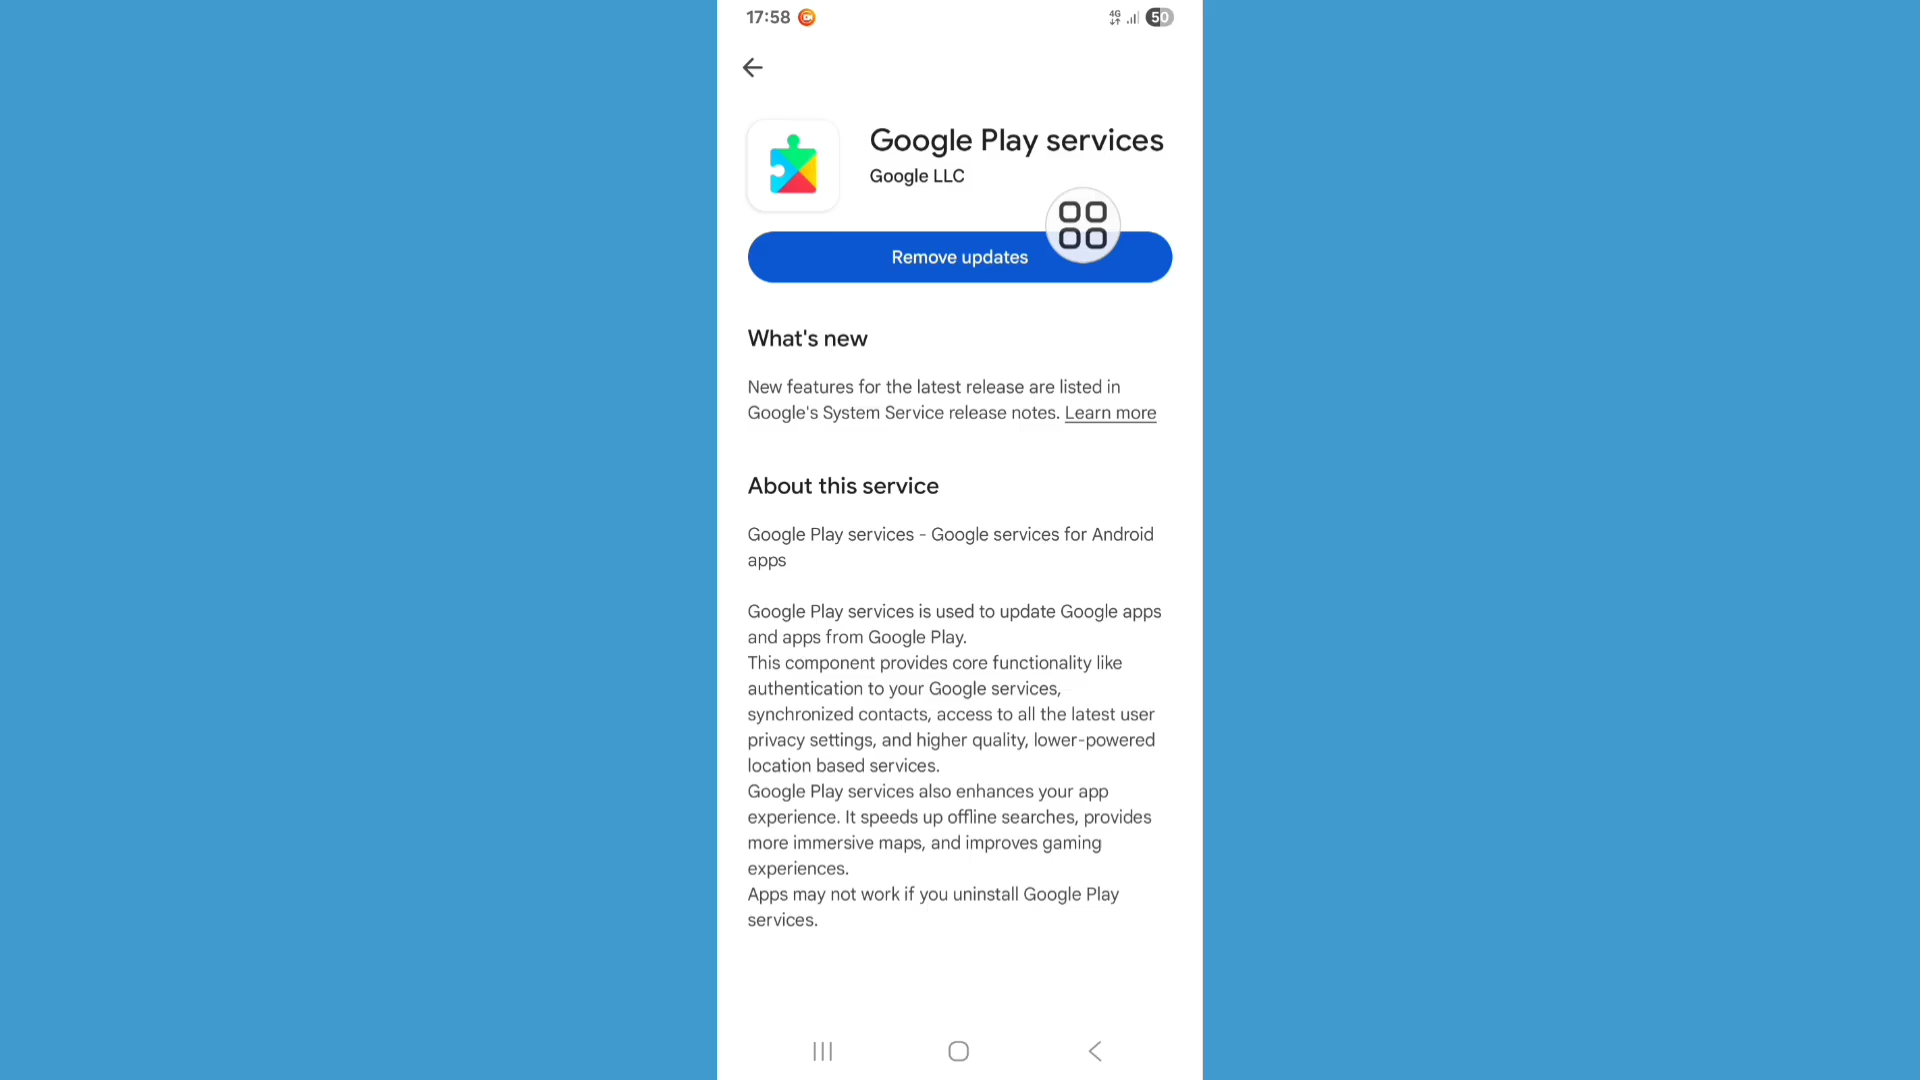 17:58
4G 50
Google Play services
Google LLC
Remove updates
What's new
New features for the latest release are listed in
Google's System Service release notes. Learn more
About this service
Google Play services - Google services for Android
apps
Google Play services is used to update Google apps
and apps from Google Play.
This component provides core functionality like
authentication to your Google services,
synchronized contacts, access to all the latest user
privacy settings, and higher quality, lower-powered
location based services.
Google Play services also enhances your app
experience. It speeds up offline searches, provides
more immersive maps, and improves gaming
experiences.
Apps may not work if you uninstall Google Play
services.